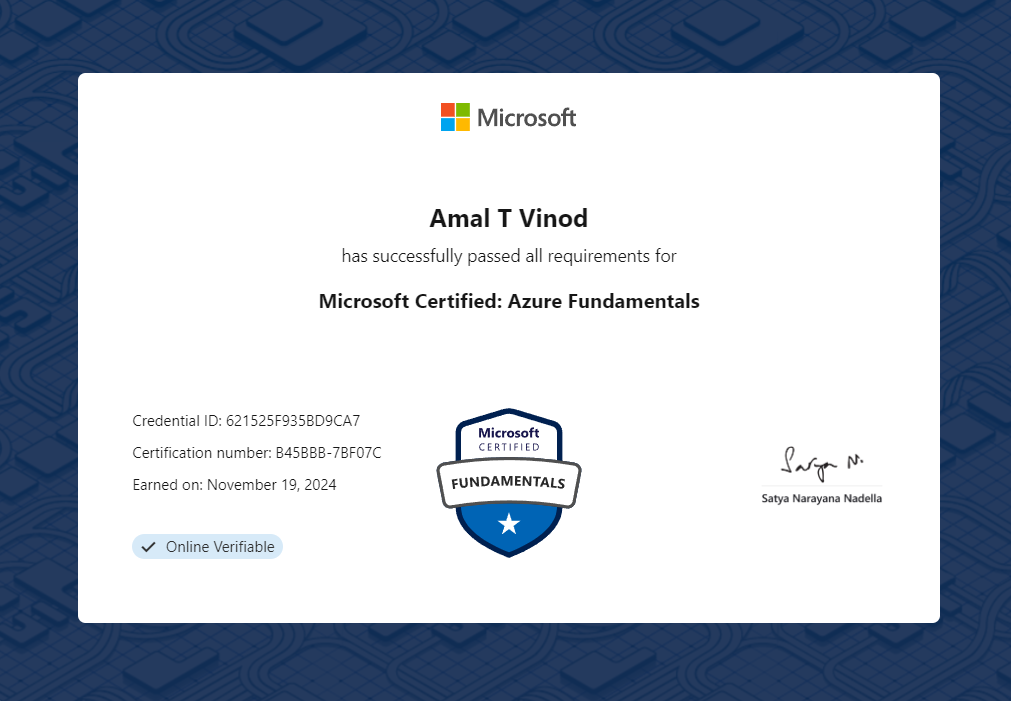 Microsoft
Amal T Vinod
has successfully passed all requirements for
Microsoft Certified: Azure Fundamentals
Credential ID: 621525F935BD9CA7
Certification number: B45BBB-7BF07C
Earned on: November 19, 2024
Online Verifiable
Microsoft
CERTIFIED
FUNDAMENTALS
Satya N.
Satya Narayana Nadella